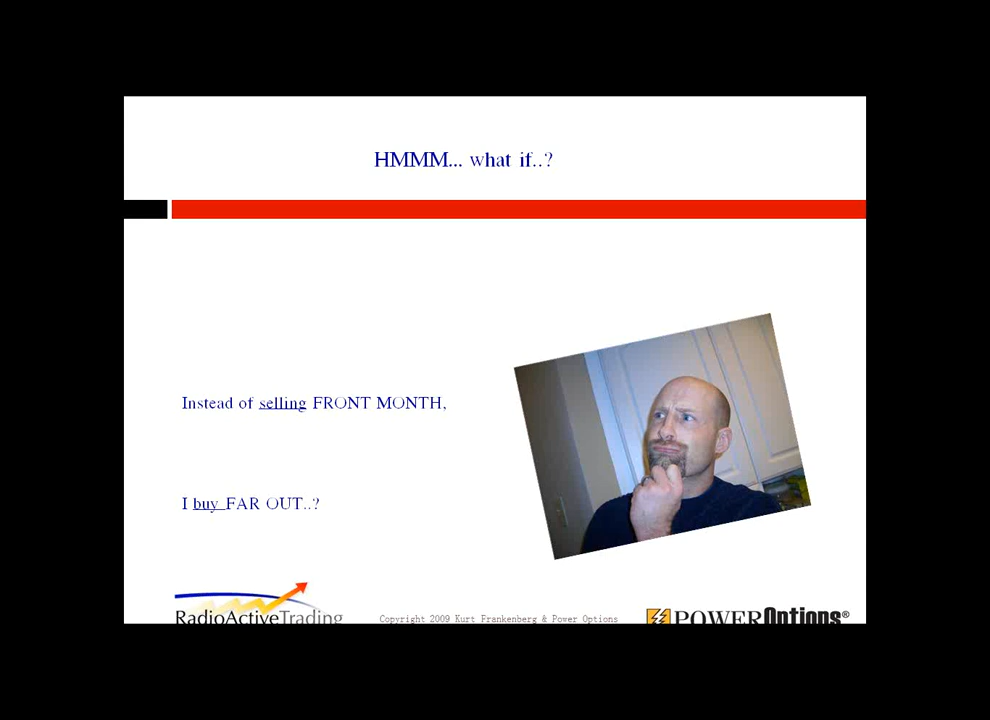 HMMM... what if..?
Instead of selling FRONT MONTH,
I buy FAR OUT..?
RadioActiveTrading
Copyright 2009 Kurt Frankenberg & Power Options
POWEROptions®